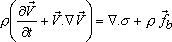 ρ(∂V⃗/∂t + V⃗.∇V⃗) = ∇.σ + ρ f⃗_b